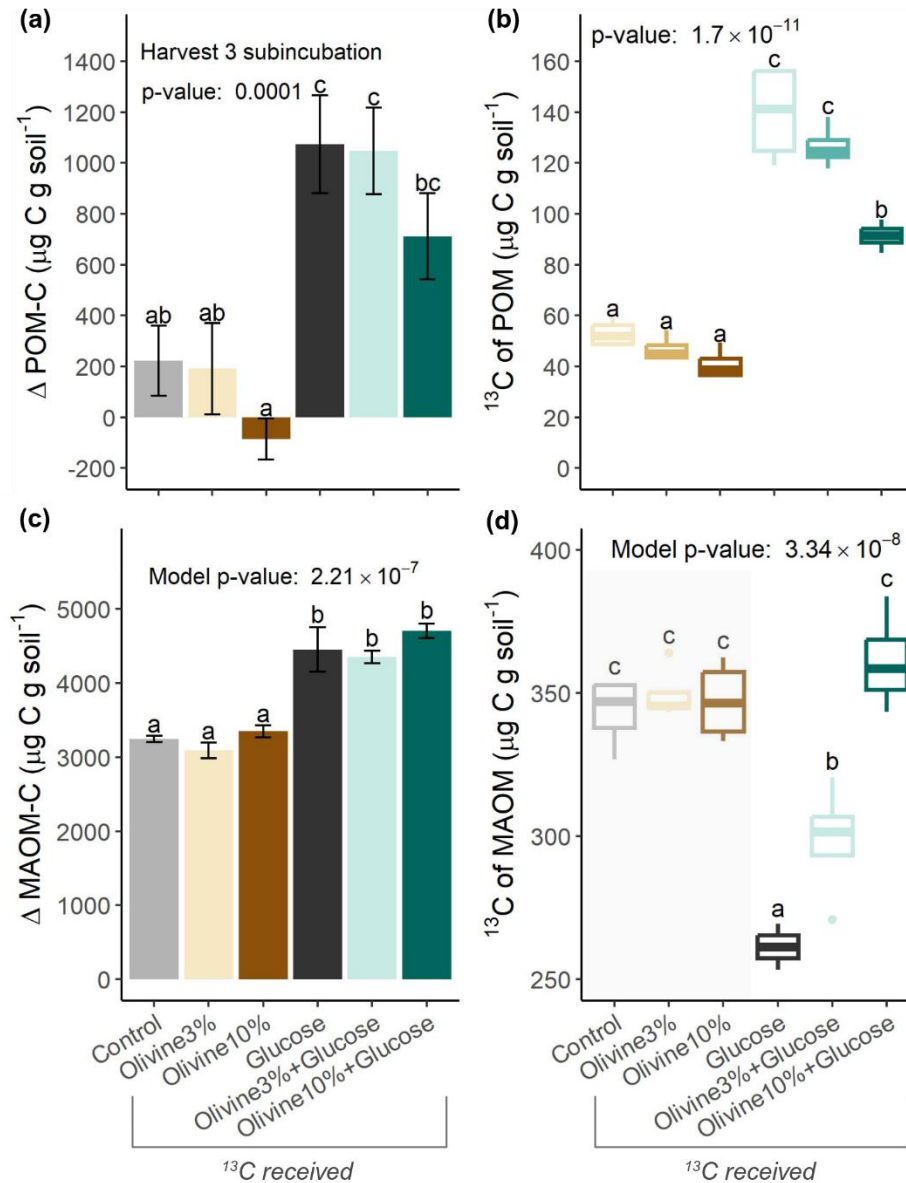 (a)
Harvest 3 subincubation
p-value: 0.0001
1400
1200
1000
800
600
400
200
0
-200
Δ POM-C (μg C g soil⁻¹)
ab
ab
a
c
c
bc
(b)
p-value: 1.7 × 10⁻¹¹
160
140
120
100
80
60
40
20
0
¹³C of POM (μg C g soil⁻¹)
a
a
a
c
c
b
(c)
Model p-value: 2.21 × 10⁻⁷
5000
4000
3000
2000
1000
0
Δ MAOM-C (μg C g soil⁻¹)
a
a
a
b
b
b
Control
Olivine3%
Olivine10%
Glucose
Olivine3%+Glucose
Olivine10%+Glucose
¹³C received
(d)
Model p-value: 3.34 × 10⁻⁸
400
350
300
250
¹³C of MAOM (μg C g soil⁻¹)
c
c
c
a
b
c
Control
Olivine3%
Olivine10%
Glucose
Olivine3%+Glucose
Olivine10%+Glucose
¹³C received